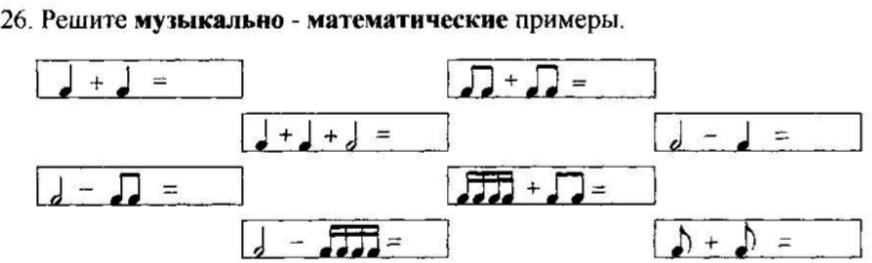 26. Решите музыкально - математические примеры.
♩ + ♩ =
♫ + ♫ =
♩ + ♩ + 𝅗𝅥 =
𝅗𝅥 - ♩ =
𝅗𝅥 - ♫ =
♬♬ + ♫ =
𝅗𝅥 - ♬♬ =
♪ + ♪ =